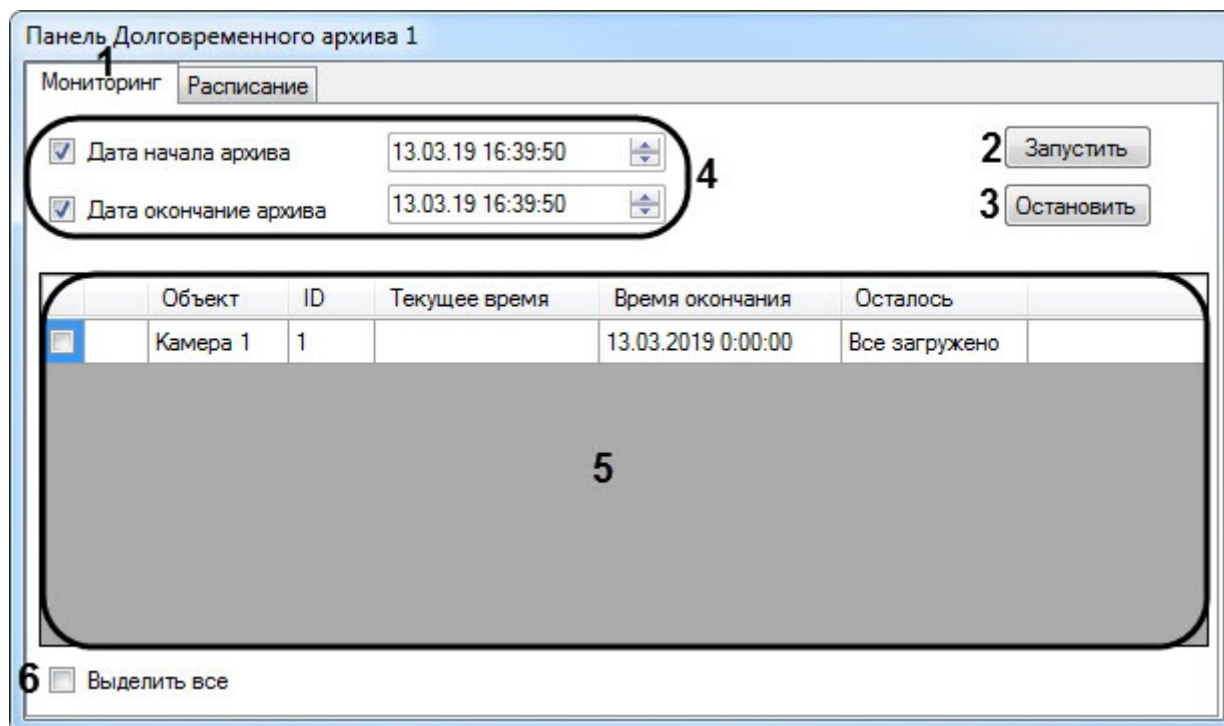 Панель Долговременного архива 1
1
Мониторинг Расписание
Дата начала архива 13.03.19 16:39:50 2 Запустить
4
Дата окончание архива 13.03.19 16:39:50 3 Остановить
Объект ID Текущее время Время окончания Осталось
Камера 1 1 13.03.2019 0:00:00 Все загружено
5
6 Выделить все